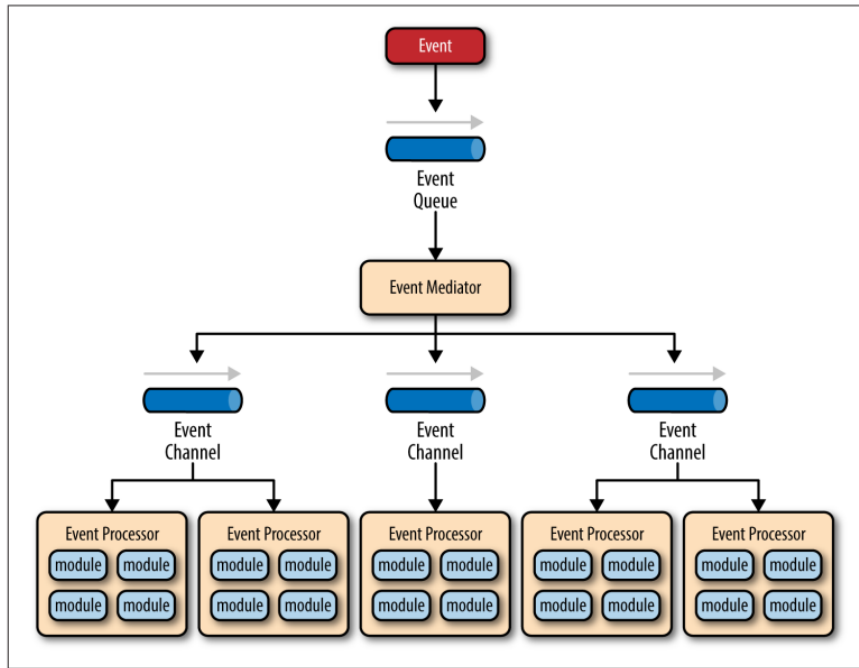 Event
Event
Queue
Event Mediator
Event
Channel
Event
Channel
Event
Channel
Event Processor
module module
module module
Event Processor
module module
module module
Event Processor
module module
module module
Event Processor
module module
module module
Event Processor
module module
module module